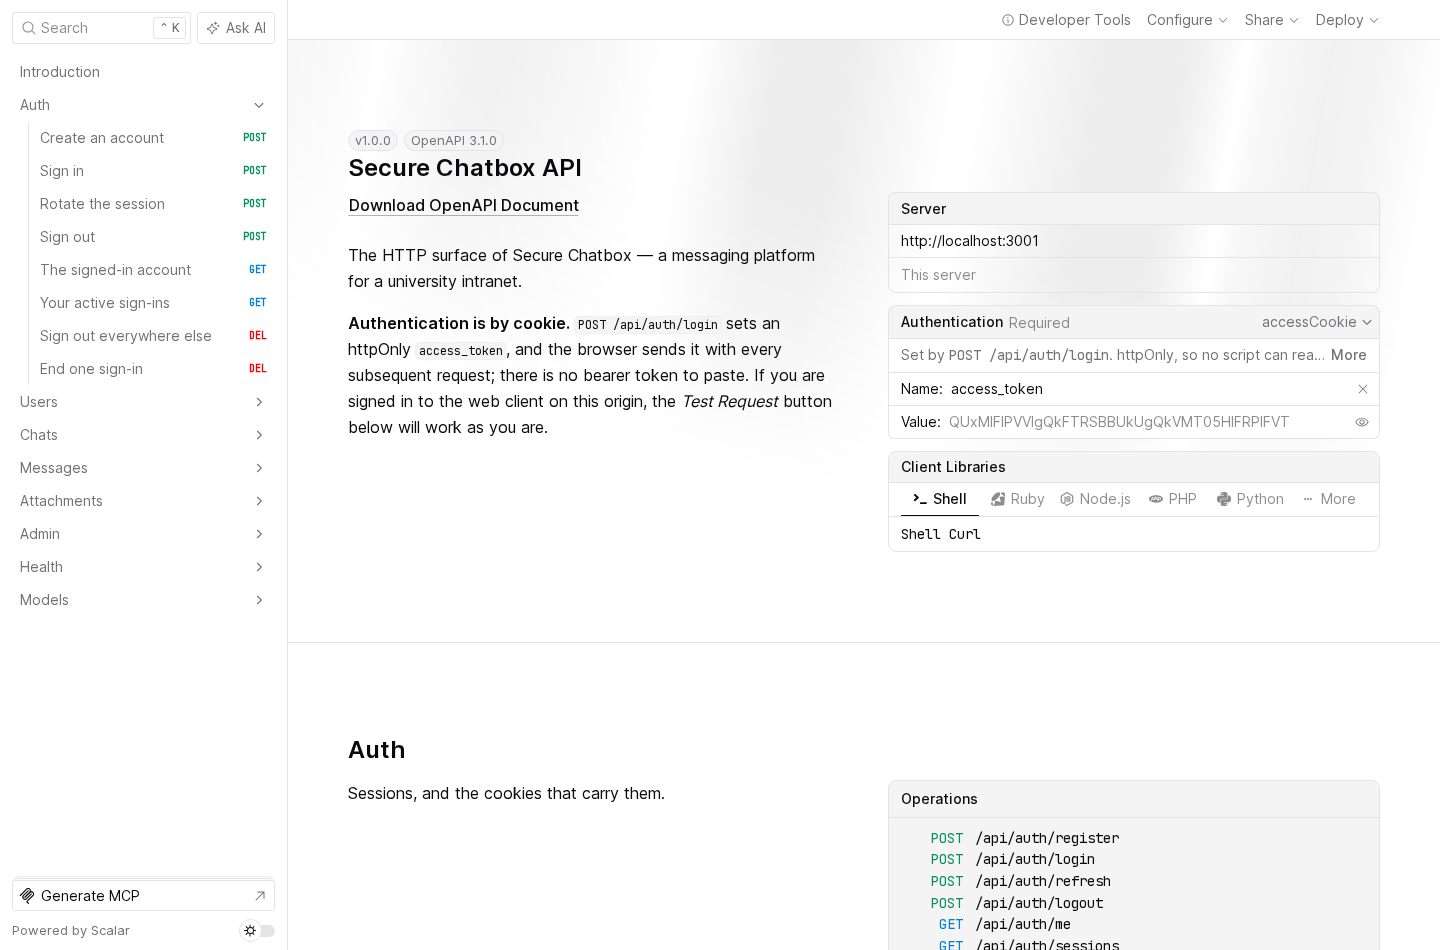 Search
⌃ K
Ask AI
Introduction
Auth
Create an account POST
Sign in POST
Rotate the session POST
Sign out POST
The signed-in account GET
Your active sign-ins GET
Sign out everywhere else DEL
End one sign-in DEL
Users
Chats
Messages
Attachments
Admin
Health
Models
Generate MCP
Powered by Scalar
Developer Tools Configure Share Deploy
v1.0.0 OpenAPI 3.1.0
Secure Chatbox API
Download OpenAPI Document
The HTTP surface of Secure Chatbox — a messaging platform
for a university intranet.
Authentication is by cookie. POST /api/auth/login sets an
httpOnly access_token, and the browser sends it with every
subsequent request; there is no bearer token to paste. If you are
signed in to the web client on this origin, the Test Request button
below will work as you are.
Server
http://localhost:3001
This server
Authentication Required accessCookie
Set by POST /api/auth/login. httpOnly, so no script can rea... More
Name: access_token
Value: QUxMIFlPVVIgQkFTRSBBUkUgQkVMT05HIFRPIFVT
Client Libraries
Shell Ruby Node.js PHP Python More
Shell Curl
Auth
Sessions, and the cookies that carry them.
Operations
POST /api/auth/register
POST /api/auth/login
POST /api/auth/refresh
POST /api/auth/logout
GET /api/auth/me
GET /api/auth/sessions